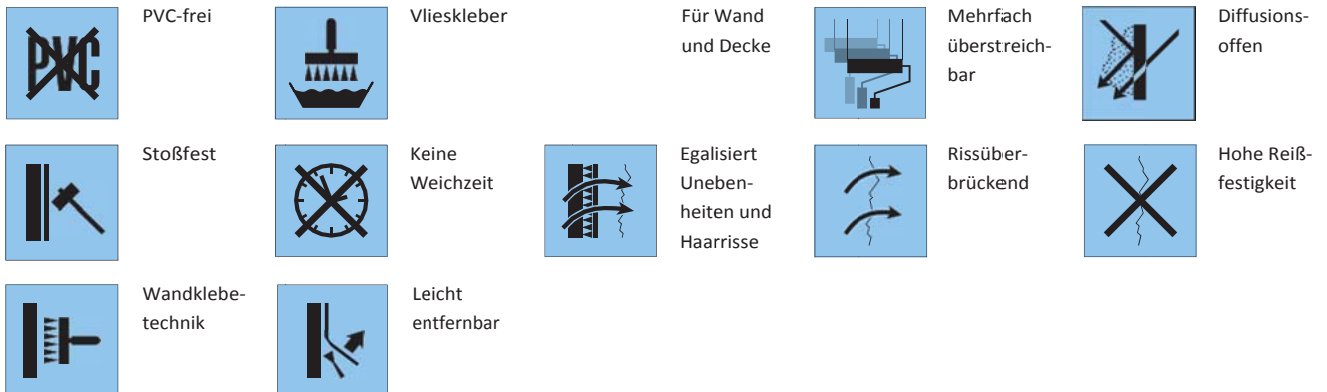 PVC-frei
Vlieskleber
Für Wand
und Decke
Mehrfach
überstreich-
bar
Diffusions-
offen
PVC
Stoßfest
Keine
Weichzeit
Egalisiert
Uneben-
heiten und
Haarrisse
Rissüber-
brückend
Hohe Reiß-
festigkeit
Wandklebe-
technik
Leicht
entfernbar